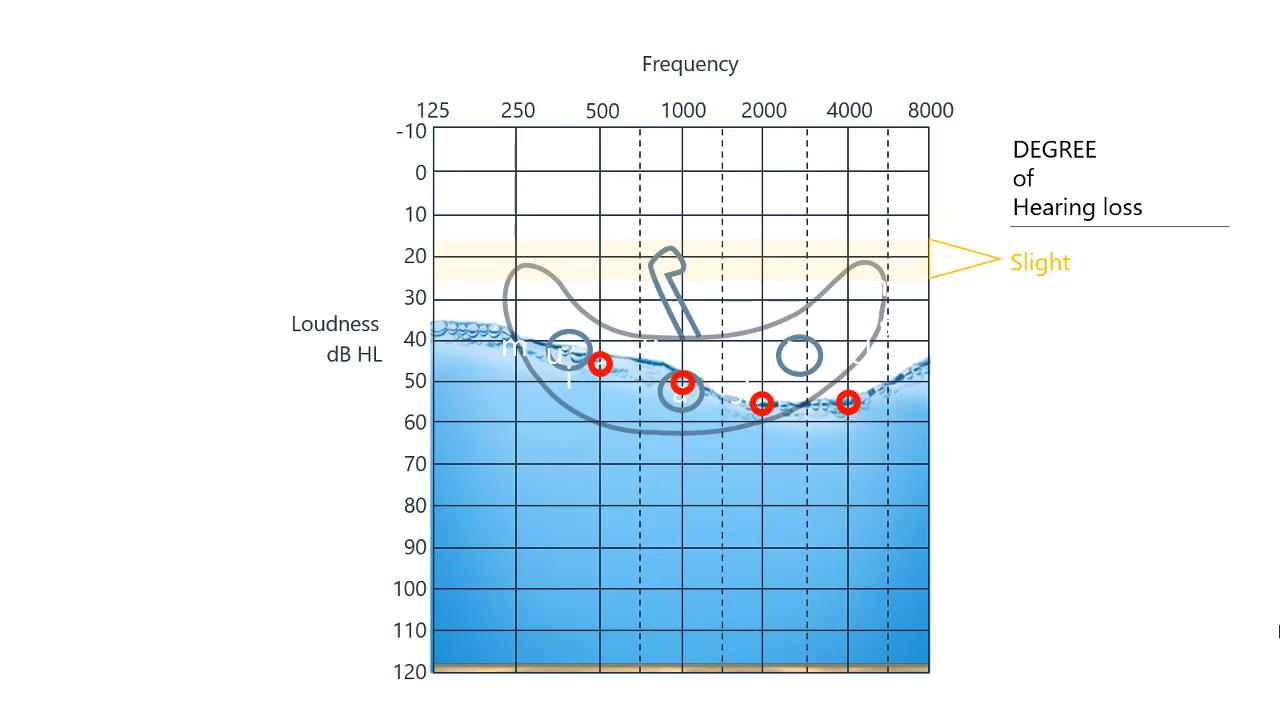 Frequency
125 250 500 1000 2000 4000 8000
-10
0
10
20
30
40
50
60
70
80
90
100
110
120
Loudness
dB HL
DEGREE
of
Hearing loss
Slight
m
u